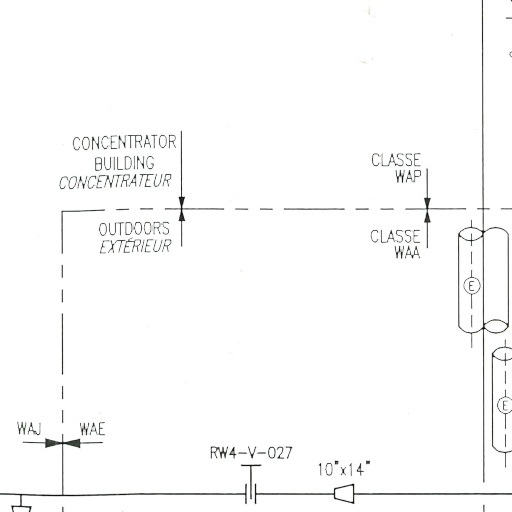 CONCENTRATOR
BUILDING
CONCENTRATEUR
OUTDOORS
EXTÉRIEUR
CLASSE
WAP
CLASSE
WAA
E
E
WAJ
WAE
RW4-V-027
10"x14"